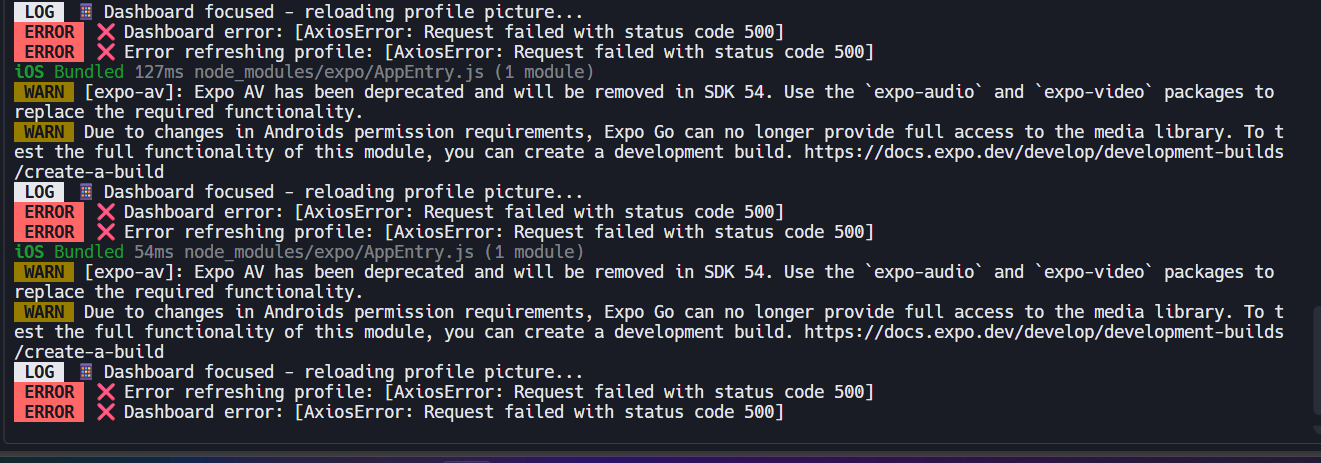 LOG Dashboard focused - reloading profile picture...
ERROR ❌ Dashboard error: [AxiosError: Request failed with status code 500]
ERROR ❌ Error refreshing profile: [AxiosError: Request failed with status code 500]
iOS Bundled 127ms node_modules/expo/AppEntry.js (1 module)
WARN [expo-av]: Expo AV has been deprecated and will be removed in SDK 54. Use the `expo-audio` and `expo-video` packages to
replace the required functionality.
WARN Due to changes in Androids permission requirements, Expo Go can no longer provide full access to the media library. To t
est the full functionality of this module, you can create a development build. https://docs.expo.dev/develop/development-builds
/create-a-build
LOG Dashboard focused - reloading profile picture...
ERROR ❌ Dashboard error: [AxiosError: Request failed with status code 500]
ERROR ❌ Error refreshing profile: [AxiosError: Request failed with status code 500]
iOS Bundled 54ms node_modules/expo/AppEntry.js (1 module)
WARN [expo-av]: Expo AV has been deprecated and will be removed in SDK 54. Use the `expo-audio` and `expo-video` packages to
replace the required functionality.
WARN Due to changes in Androids permission requirements, Expo Go can no longer provide full access to the media library. To t
est the full functionality of this module, you can create a development build. https://docs.expo.dev/develop/development-builds
/create-a-build
LOG Dashboard focused - reloading profile picture...
ERROR ❌ Error refreshing profile: [AxiosError: Request failed with status code 500]
ERROR ❌ Dashboard error: [AxiosError: Request failed with status code 500]